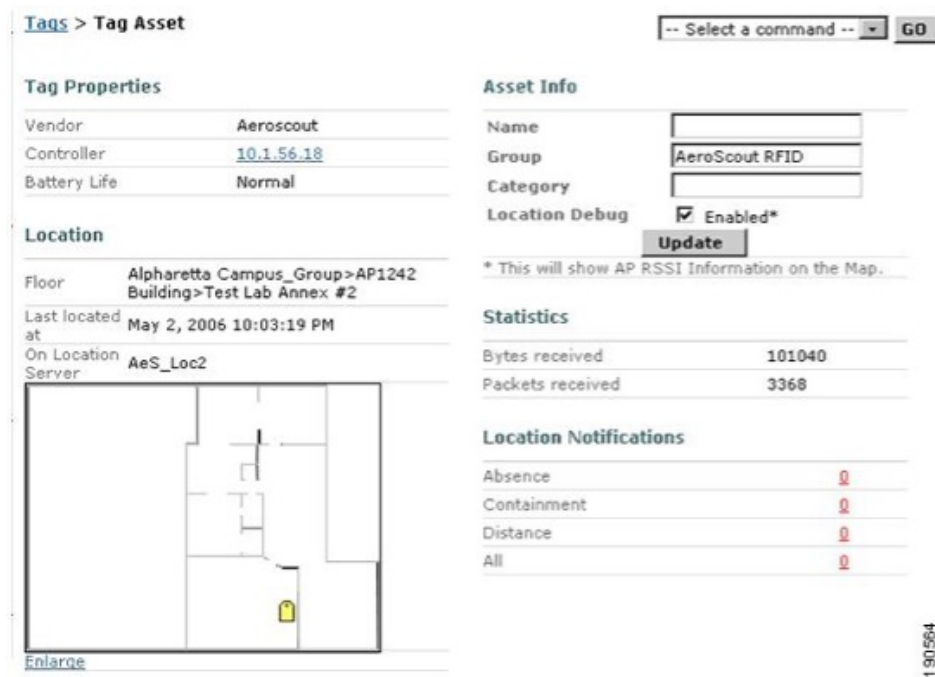 Tags > Tag Asset
-- Select a command --
GO
Tag Properties
Vendor Aeroscout
Controller 10.1.56.18
Battery Life Normal
Location
Floor Alpharetta Campus_Group>AP1242
Building>Test Lab Annex #2
Last located
at May 2, 2006 10:03:19 PM
On Location
Server AeS_Loc2
Enlarge
Asset Info
Name
Group AeroScout RFID
Category
Location Debug Enabled*
Update
* This will show AP RSSI Information on the Map.
Statistics
Bytes received 101040
Packets received 3368
Location Notifications
Absence 0
Containment 0
Distance 0
All 0
190564